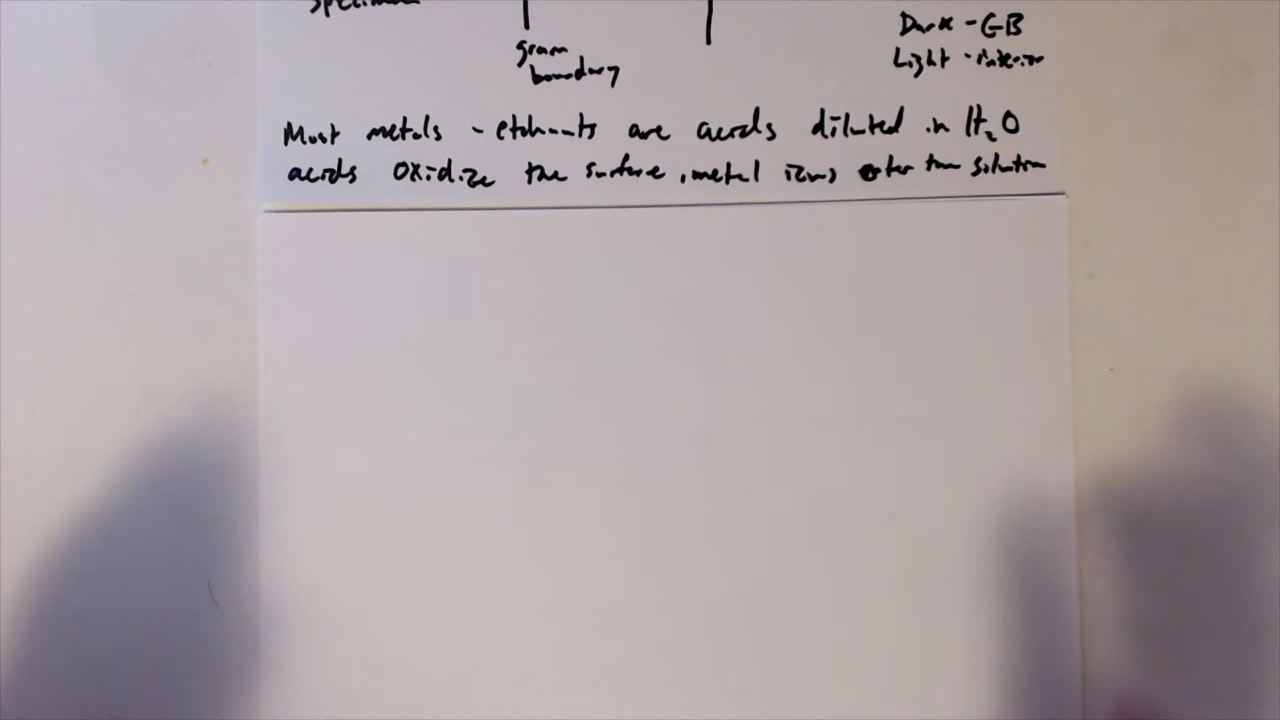 specimen
Dark - GB
grain
Light - interior
boundary
Most metals - etchants are acids diluted in H₂O
acids oxidize the surface, metal ions enter the solution